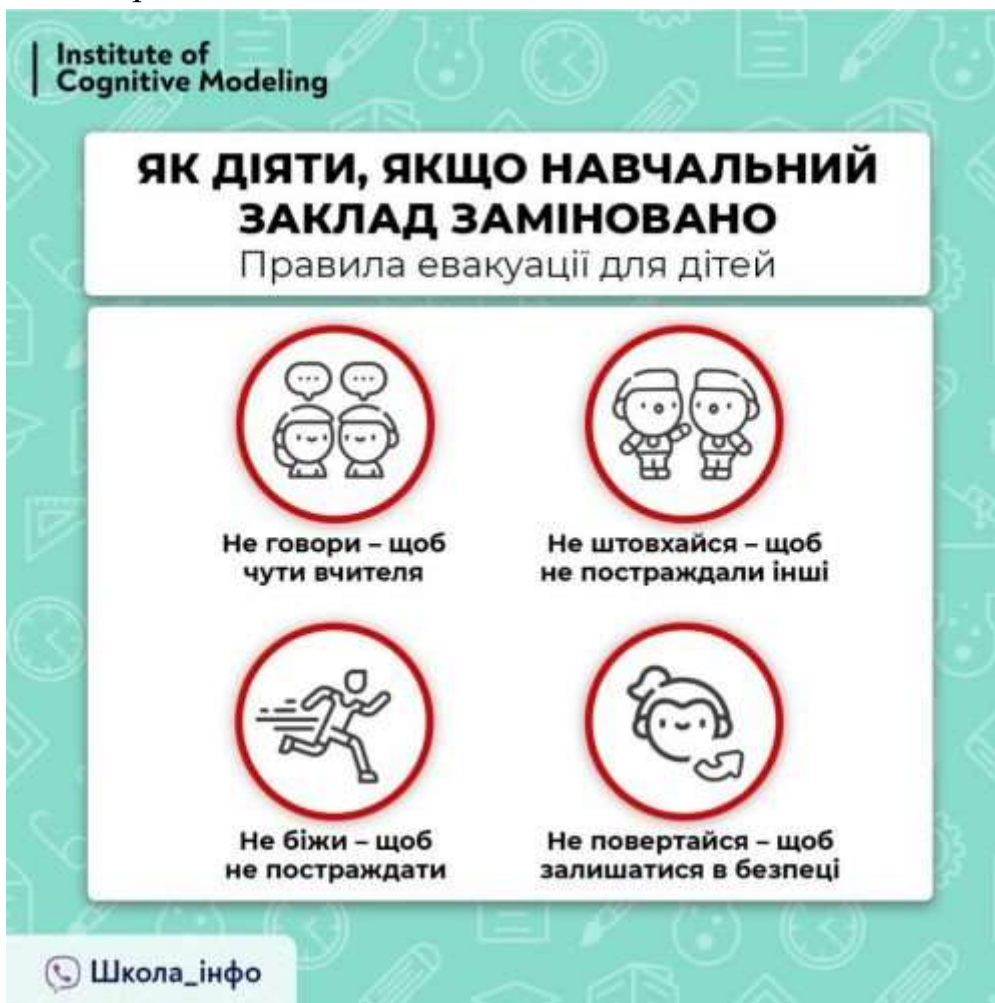 Institute of
Cognitive Modeling
ЯК ДІЯТИ, ЯКЩО НАВЧАЛЬНИЙ
ЗАКЛАД ЗАМІНОВАНО
Правила евакуації для дітей
Не говори – щоб
чути вчителя
Не штовхайся – щоб
не постраждали інші
Не біжи – щоб
не постраждати
Не повертайся – щоб
залишатися в безпеці
Школа_інфо